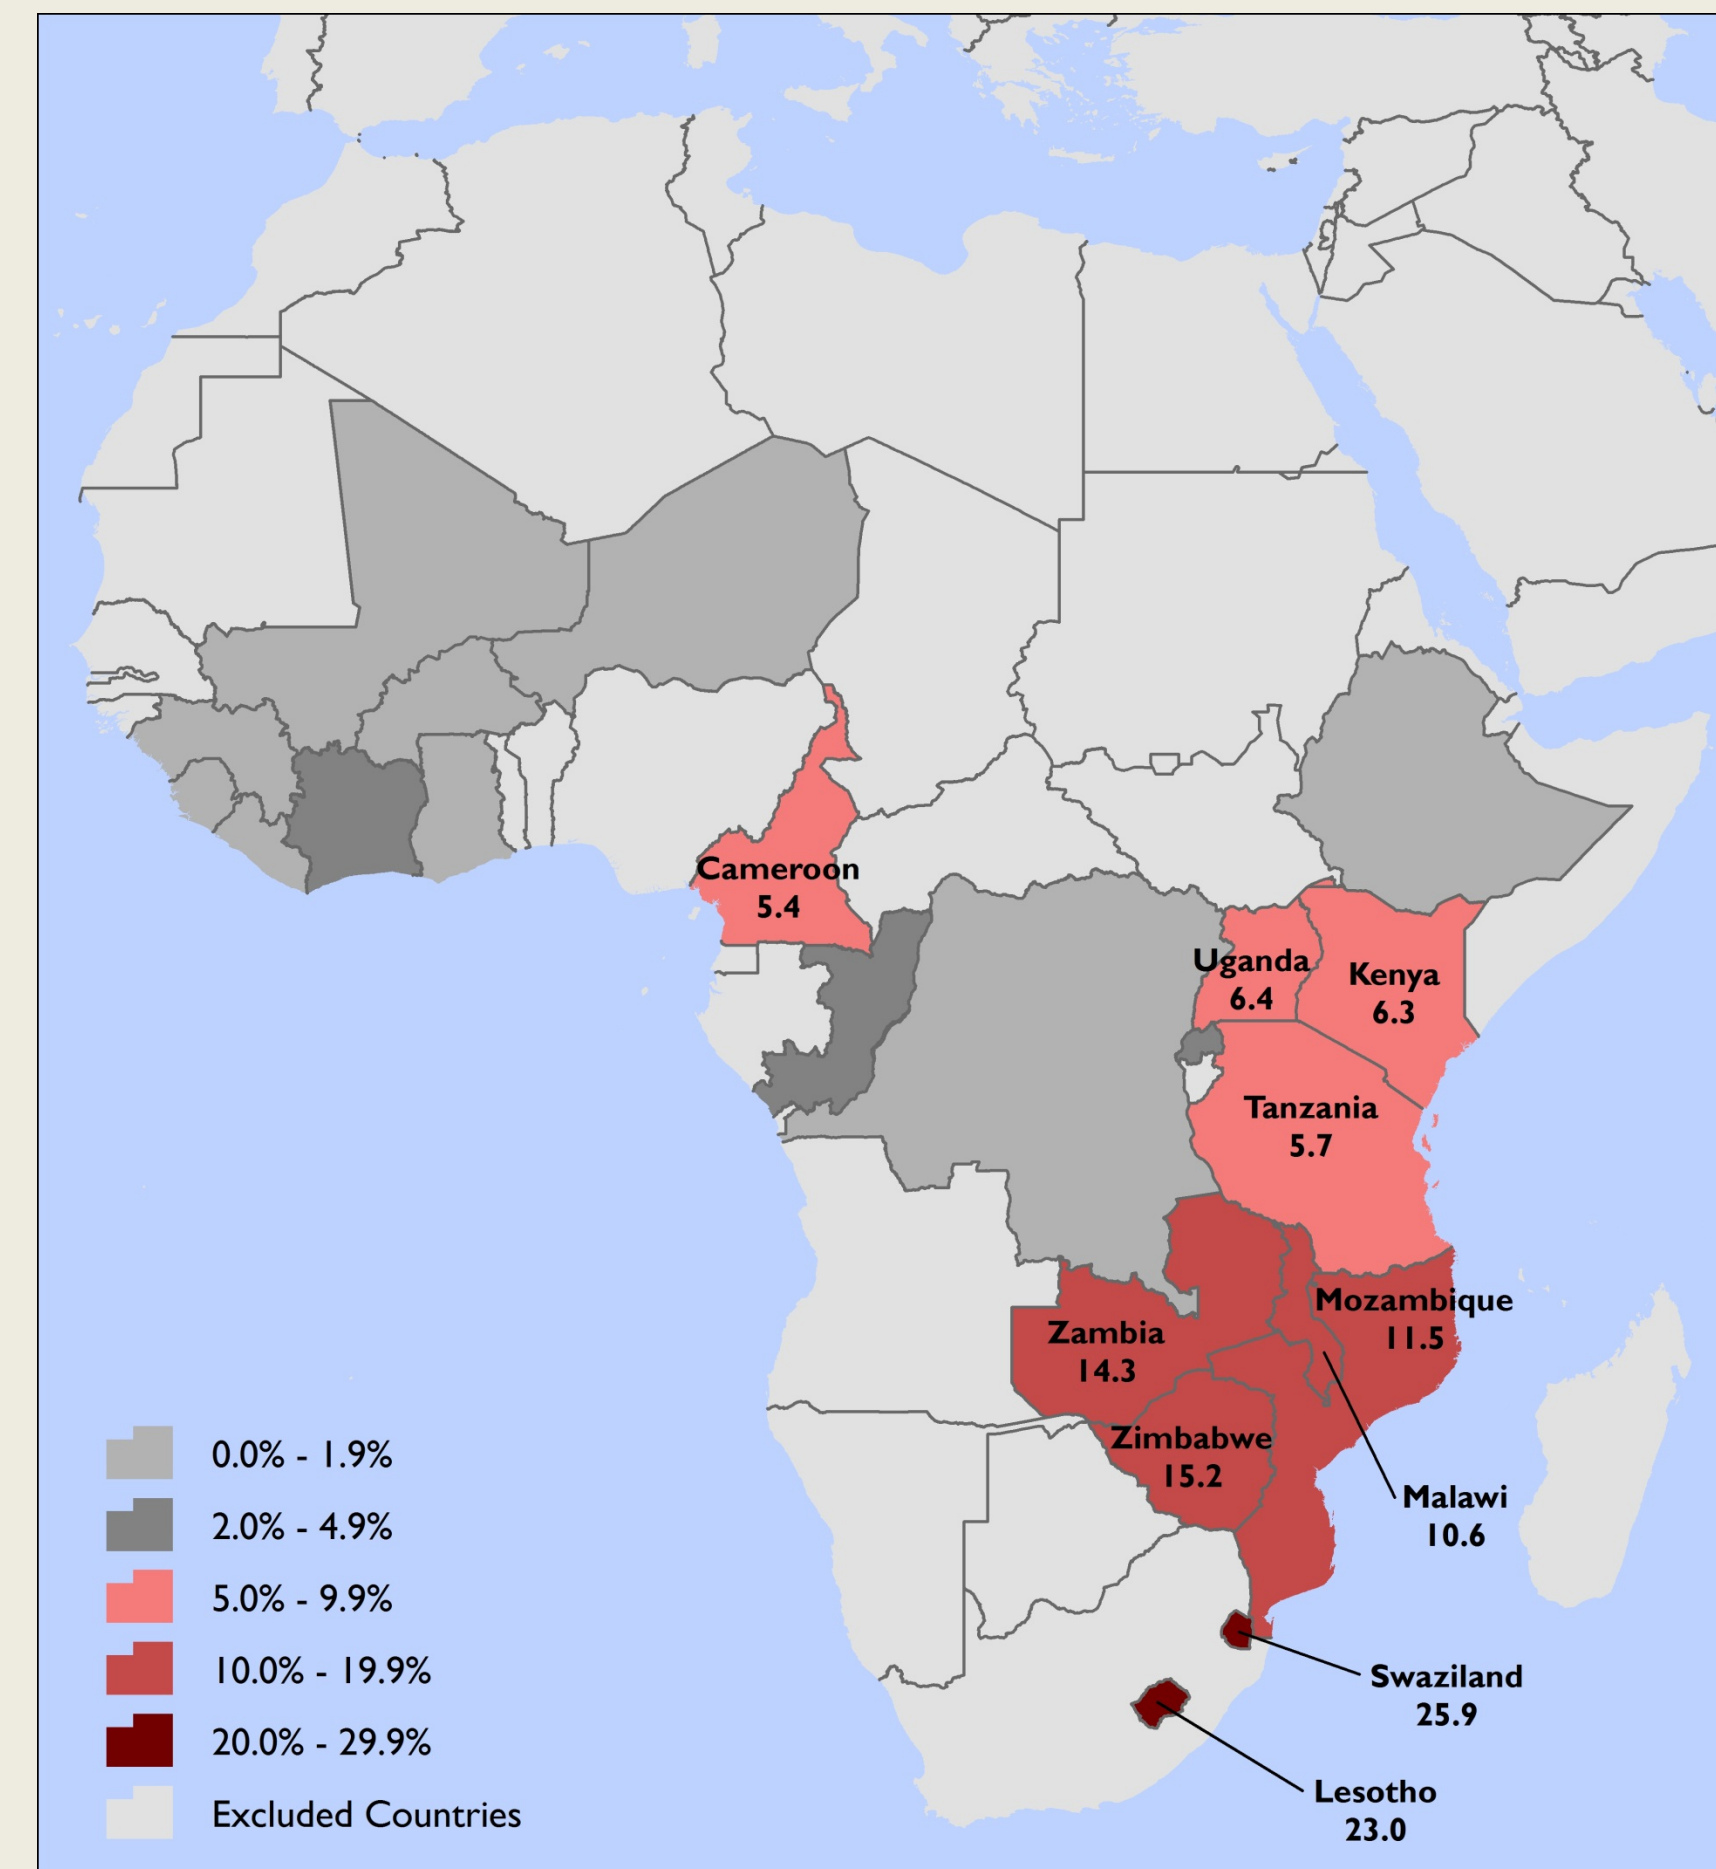 Cameroon
5.4
Uganda
6.4
Kenya
6.3
Tanzania
5.7
Mozambique
11.5
Zambia
14.3
Zimbabwe
15.2
Malawi
10.6
Swaziland
25.9
Lesotho
23.0
0.0% - 1.9%
2.0% - 4.9%
5.0% - 9.9%
10.0% - 19.9%
20.0% - 29.9%
Excluded Countries